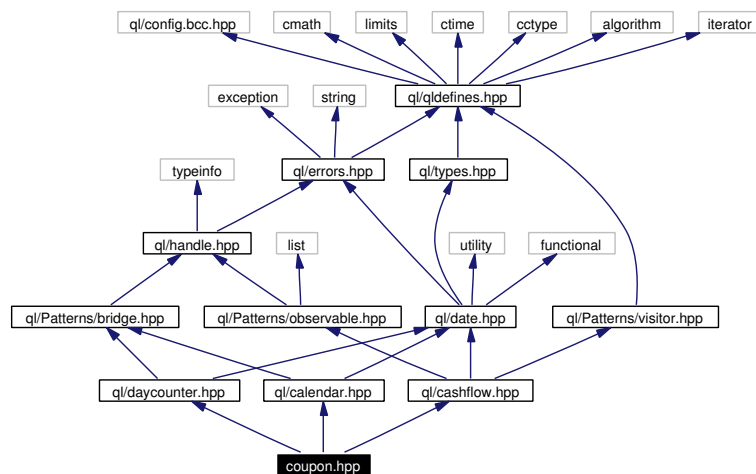 ql/config.bcc.hpp
cmath
limits
ctime
cctype
algorithm
iterator
exception
string
ql/qldefines.hpp
typeinfo
ql/errors.hpp
ql/types.hpp
ql/handle.hpp
list
utility
functional
ql/Patterns/bridge.hpp
ql/Patterns/observable.hpp
ql/date.hpp
ql/Patterns/visitor.hpp
ql/daycounter.hpp
ql/calendar.hpp
ql/cashflow.hpp
coupon.hpp